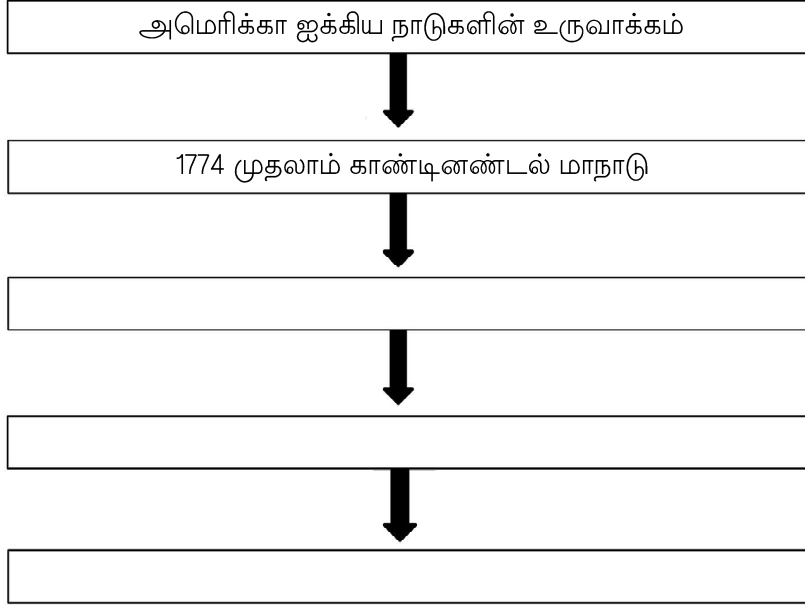 அமெரிக்கா ஐக்கிய நாடுகளின் உருவாக்கம்
1774 முதலாம் காண்டினண்டல் மாநாடு